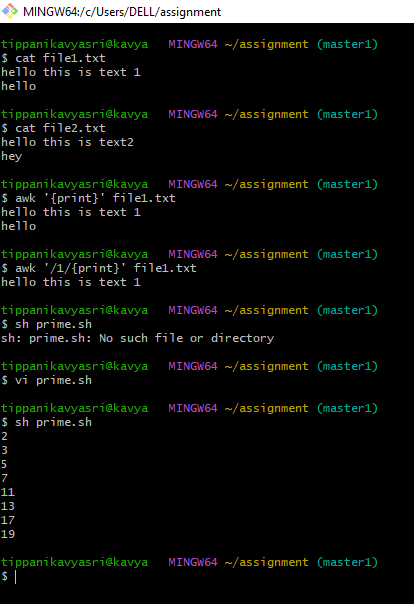 MINGW64:/c/Users/DELL/assignment
tippanikavyasri@kavya MINGW64 ~/assignment (master1)
$ cat file1.txt
hello this is text 1
hello
tippanikavyasri@kavya MINGW64 ~/assignment (master1)
$ cat file2.txt
hello this is text2
hey
tippanikavyasri@kavya MINGW64 ~/assignment (master1)
$ awk '{print}' file1.txt
hello this is text 1
hello
tippanikavyasri@kavya MINGW64 ~/assignment (master1)
$ awk '/1/{print}' file1.txt
hello this is text 1
tippanikavyasri@kavya MINGW64 ~/assignment (master1)
$ sh prime.sh
sh: prime.sh: No such file or directory
tippanikavyasri@kavya MINGW64 ~/assignment (master1)
$ vi prime.sh
tippanikavyasri@kavya MINGW64 ~/assignment (master1)
$ sh prime.sh
2
3
5
7
11
13
17
19
tippanikavyasri@kavya MINGW64 ~/assignment (master1)
$